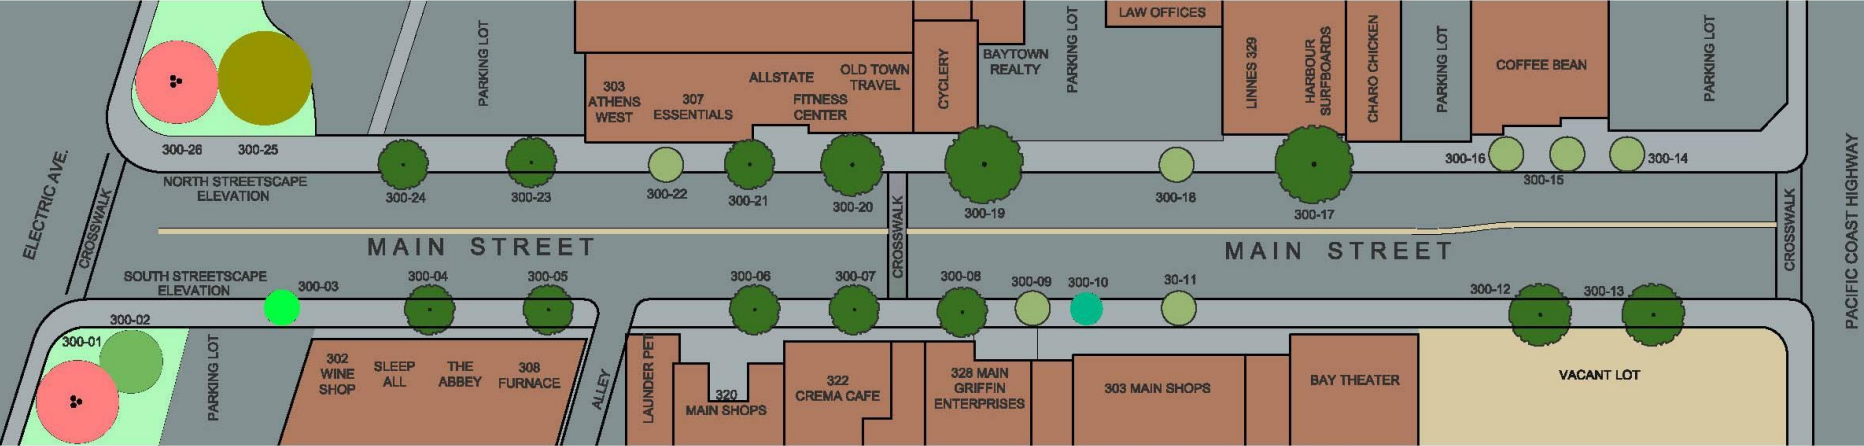 PARKING LOT
303
ATHENS
WEST
307
ESSENTIALS
ALLSTATE
FITNESS
CENTER
OLD TOWN
TRAVEL
CYCLERY
BAYTOWN
REALTY
PARKING LOT
LAW OFFICES
LINNES 329
HARBOUR
SURFBOARDS
CHARO CHICKEN
PARKING LOT
COFFEE BEAN
PARKING LOT
300-26
300-25
NORTH STREETSCAPE
ELEVATION
300-24
300-23
300-22
300-21
300-20
300-19
300-18
300-17
300-16
300-15
300-14
ELECTRIC AVE.
CROSSWALK
MAIN STREET
CROSSWALK
MAIN STREET
CROSSWALK
PACIFIC COAST HIGHWAY
SOUTH STREETSCAPE
ELEVATION
300-03
300-04
300-05
300-06
300-07
300-08
300-09
300-10
30-11
300-12
300-13
300-02
300-01
PARKING LOT
302
WINE
SHOP
SLEEP
ALL
THE
ABBEY
308
FURNACE
ALLEY
LAUNDER PET
320
MAIN SHOPS
322
CREMA CAFE
328 MAIN
GRIFFIN
ENTERPRISES
303 MAIN SHOPS
BAY THEATER
VACANT LOT